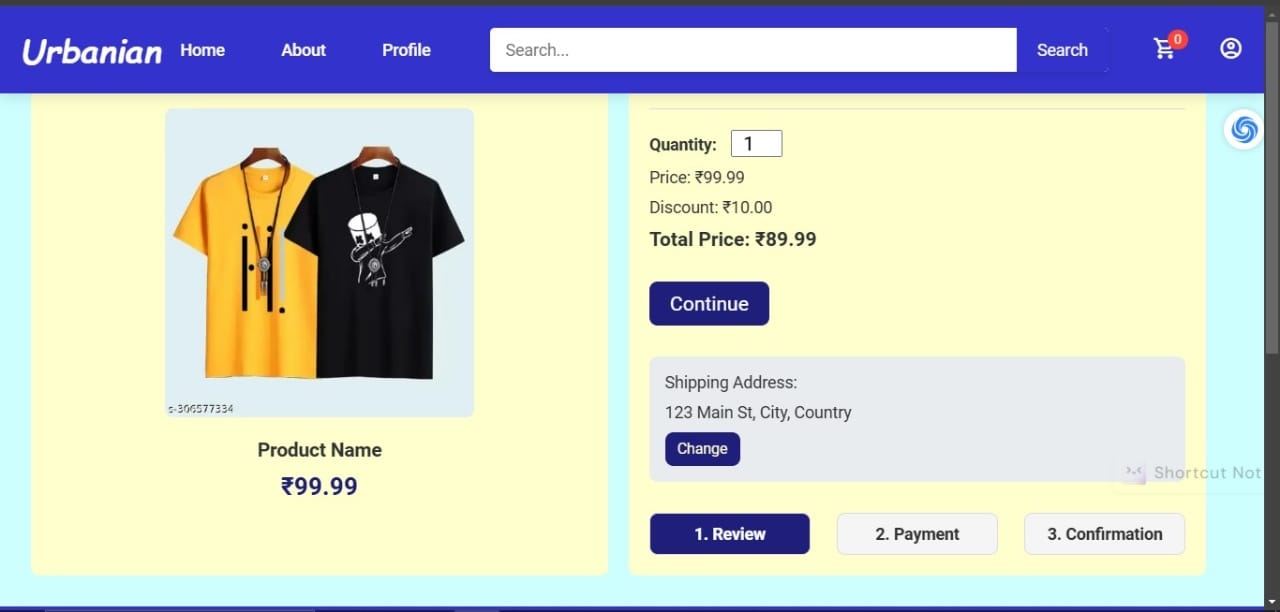 Urbanian Home About Profile Search... Search 0
Quantity: 1
Price: ₹99.99
Discount: ₹10.00
Total Price: ₹89.99
Continue
Shipping Address:
123 Main St, City, Country
Change
1. Review 2. Payment 3. Confirmation
s-306577334
Product Name
₹99.99
Shortcut Not